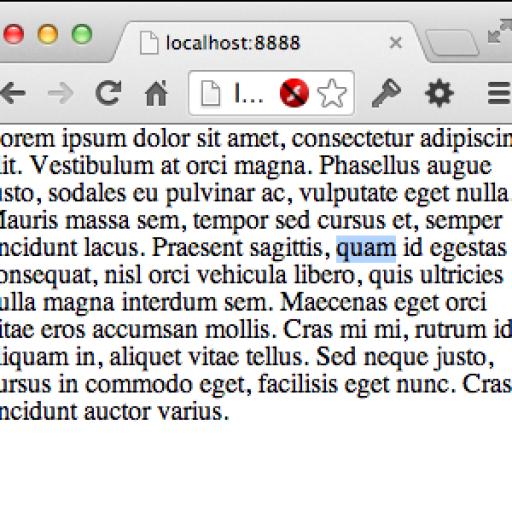 localhost:8888
l...
orem ipsum dolor sit amet, consectetur adipiscin
lit. Vestibulum at orci magna. Phasellus augue
usto, sodales eu pulvinar ac, vulputate eget nulla
Mauris massa sem, tempor sed cursus et, semper
ncidunt lacus. Praesent sagittis, quam id egestas
onsequat, nisl orci vehicula libero, quis ultricies
ulla magna interdum sem. Maecenas eget orci
itae eros accumsan mollis. Cras mi mi, rutrum id
liquam in, aliquet vitae tellus. Sed neque justo,
ursus in commodo eget, facilisis eget nunc. Cras
ncidunt auctor varius.